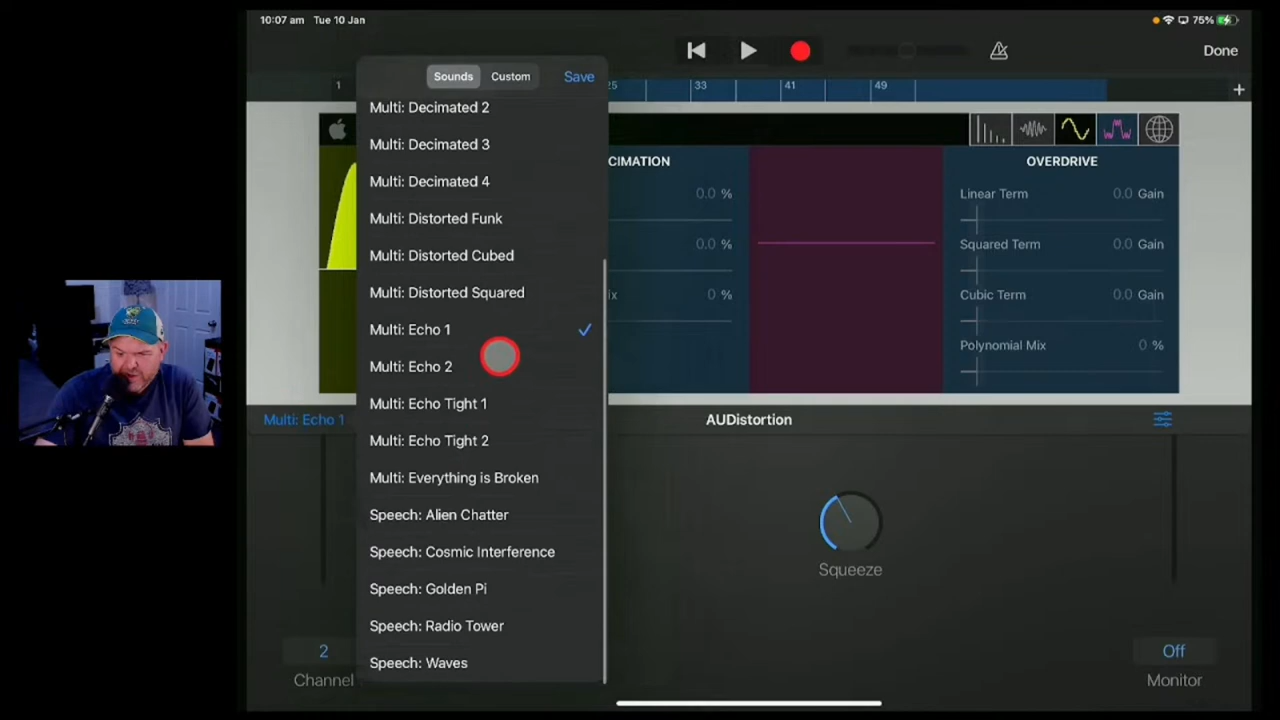 10:07 am Tue 10 Jan
75%
Done
Sounds Custom Save
1
25 33 41 49
+
Multi: Decimated 2
Multi: Decimated 3
Multi: Decimated 4
Multi: Distorted Funk
Multi: Distorted Cubed
Multi: Distorted Squared
Multi: Echo 1
Multi: Echo 2
Multi: Echo Tight 1
Multi: Echo Tight 2
Multi: Everything is Broken
Speech: Alien Chatter
Speech: Cosmic Interference
Speech: Golden Pi
Speech: Radio Tower
Speech: Waves
CIMATION
0.0 %
0.0 %
ix 0 %
OVERDRIVE
Linear Term 0.0 Gain
Squared Term 0.0 Gain
Cubic Term 0.0 Gain
Polynomial Mix 0 %
Multi: Echo 1
AUDistortion
Squeeze
2
Channel
Off
Monitor